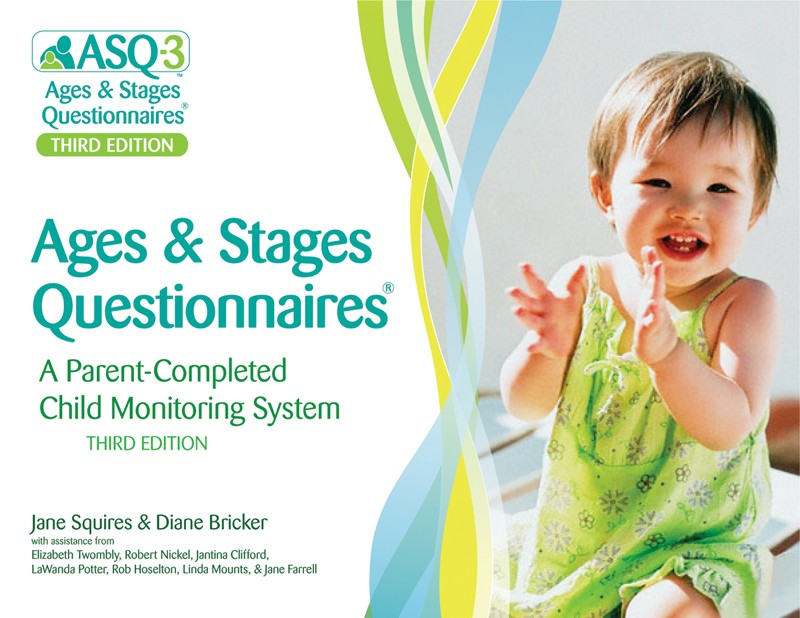 ASQ-3™
Ages & Stages
Questionnaires®
THIRD EDITION
Ages & Stages
Questionnaires®
A Parent-Completed
Child Monitoring System
THIRD EDITION
Jane Squires & Diane Bricker
with assistance from
Elizabeth Twombly, Robert Nickel, Jantina Clifford,
LaWanda Potter, Rob Hoselton, Linda Mounts, & Jane Farrell